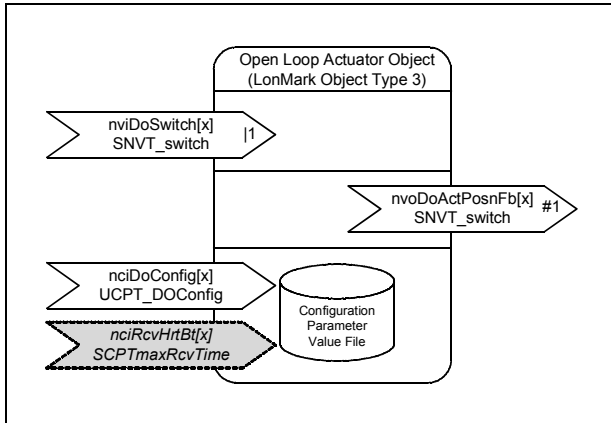 Open Loop Actuator Object
(LonMark Object Type 3)
nviDoSwitch[x] |1
SNVT_switch
nvoDoActPosnFb[x] #1
SNVT_switch
nciDoConfig[x]
UCPT_DOConfig
nciRcvHrtBt[x]
SCPTmaxRcvTime
Configuration
Parameter
Value File